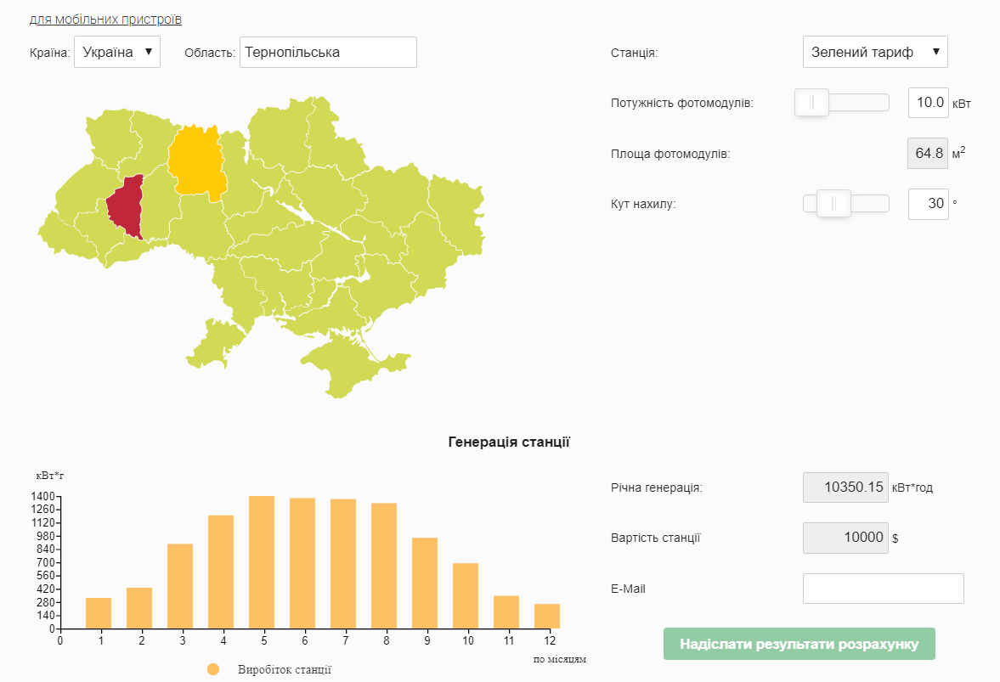 для мобільних пристроїв
Країна: Україна ▼ Область: Тернопільська
Станція: Зелений тариф ▼
Потужність фотомодулів: 10.0 кВт
Площа фотомодулів: 64.8 м²
Кут нахилу: 30 °
Генерація станції
кВт*г
1400
1260
1120
980
840
700
560
420
280
140
0
0 1 2 3 4 5 6 7 8 9 10 11 12
по місяцям
Виробіток станції
Річна генерація: 10350.15 кВт*год
Вартість станції 10000 $
E-Mail
Надіслати результати розрахунку